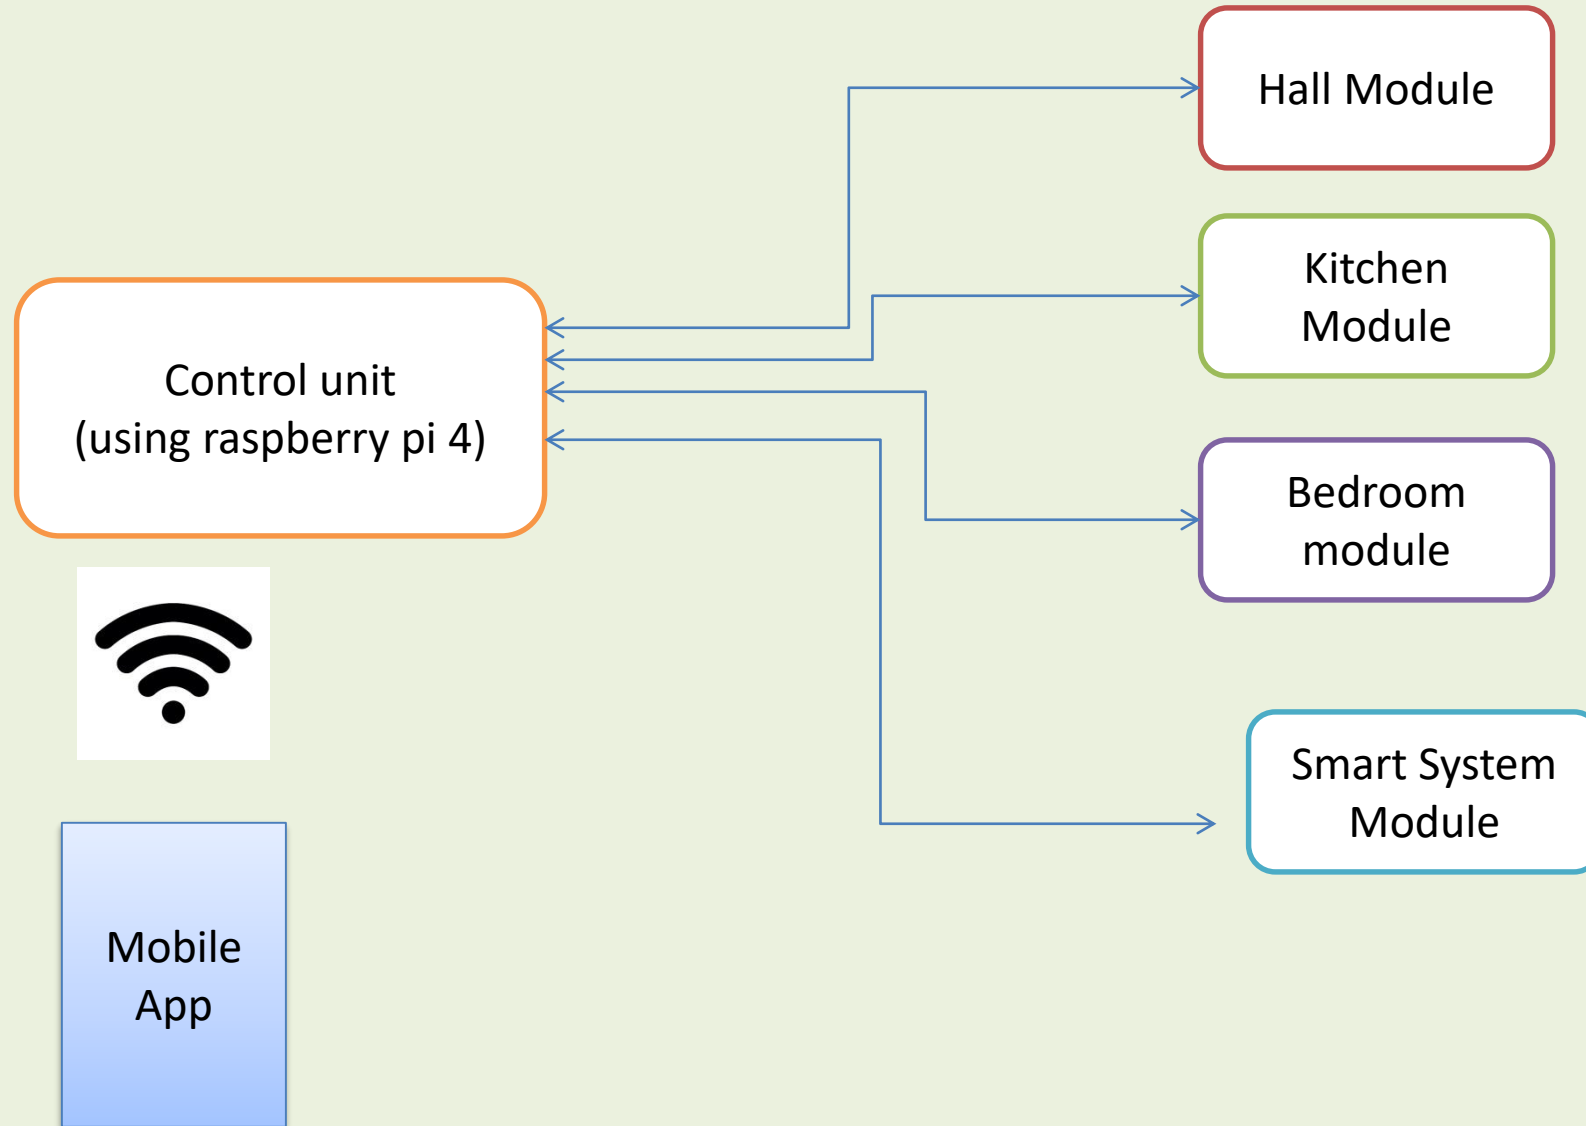 Hall Module
Kitchen
Module
Control unit
(using raspberry pi 4)
Bedroom
module
Smart System
Module
Mobile
App